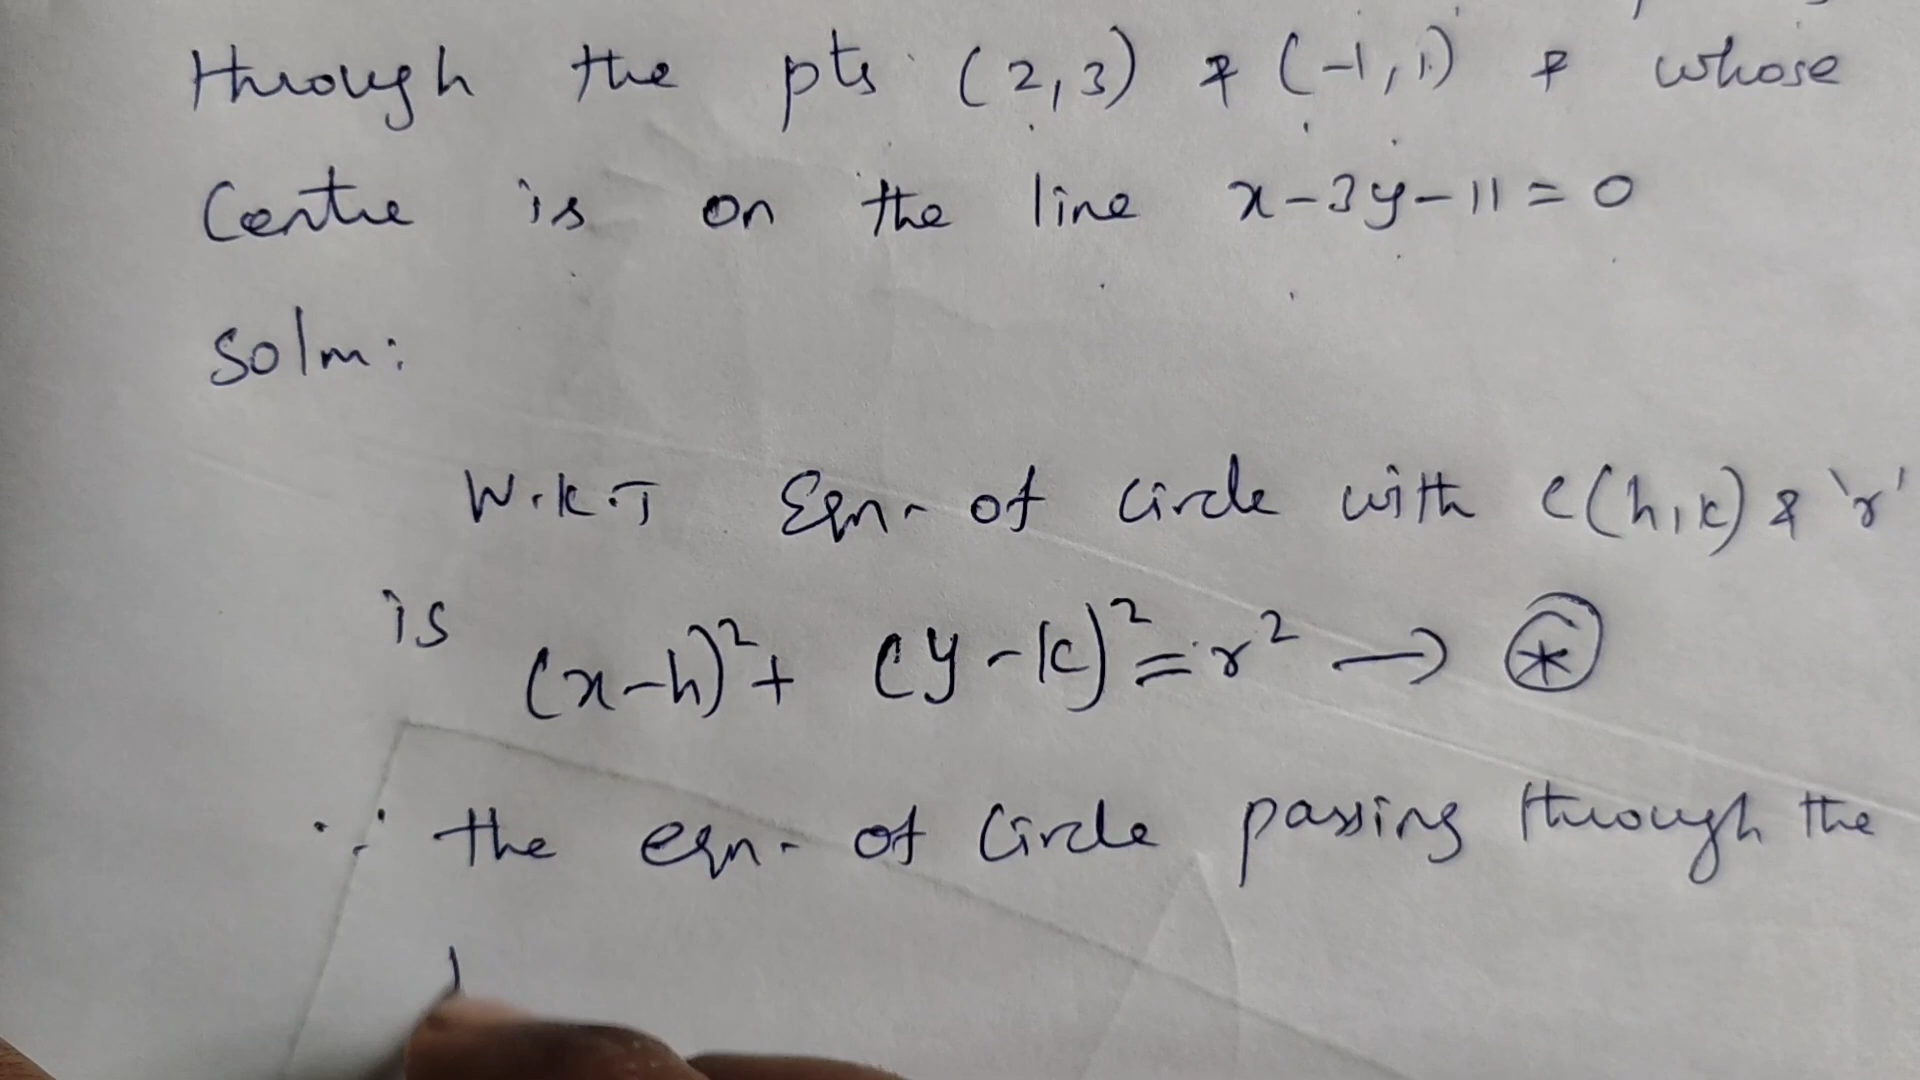 through the pts (2,3) & (-1,1) & whose
Centre is on the line x-3y-11=0
Soln:
W.K.T Eqn. of circle with c(h,k) & 'r'
is (x-h)²+ (y-k)²=r² → ⊛
∴ the eqn. of Circle passing through the